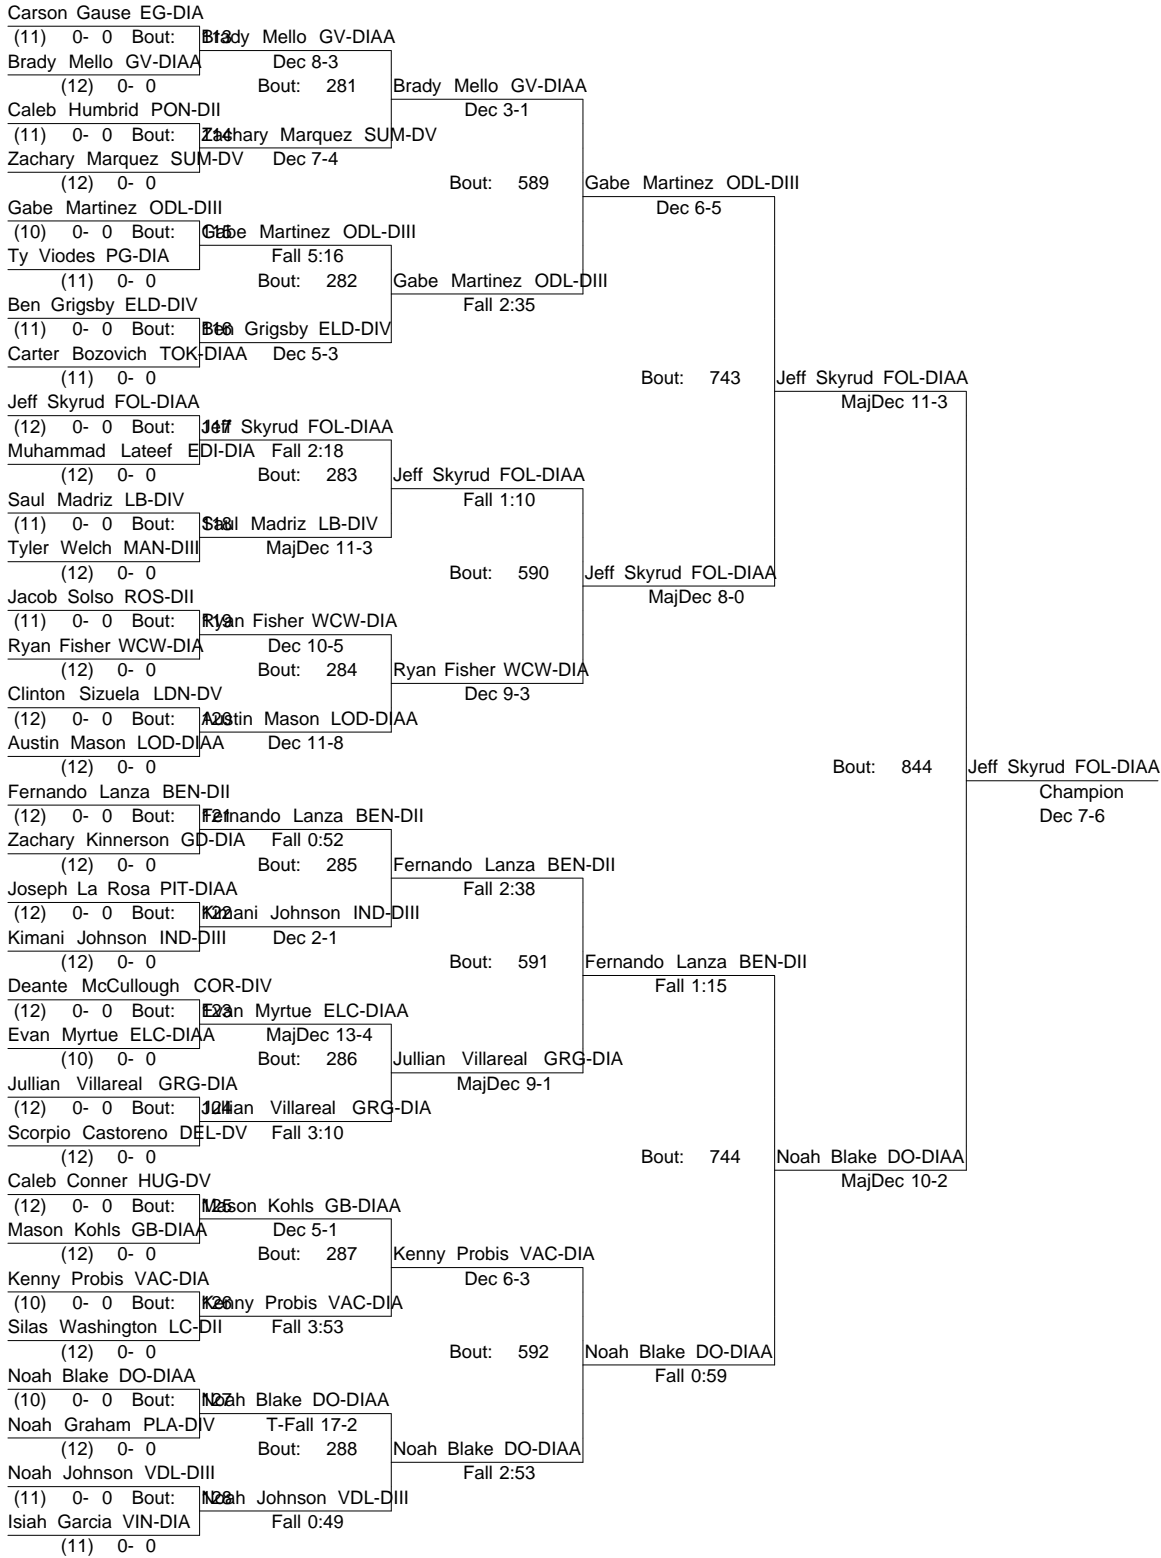 Carson Gause EG-DIA
(11) 0- 0 Bout: 113 Brady Mello GV-DIAA
Brady Mello GV-DIAA Dec 8-3
(12) 0- 0 Bout: 281 Brady Mello GV-DIAA
Caleb Humbrid PON-DII Dec 3-1
(11) 0- 0 Bout: 114 Zachary Marquez SUM-DV
Zachary Marquez SUM-DV Dec 7-4
(12) 0- 0 Bout: 589 Gabe Martinez ODL-DIII
Gabe Martinez ODL-DIII Dec 6-5
(10) 0- 0 Bout: 115 Gabe Martinez ODL-DIII
Ty Viodes PG-DIA Fall 5:16
(11) 0- 0 Bout: 282 Gabe Martinez ODL-DIII
Ben Grigsby ELD-DIV Fall 2:35
(11) 0- 0 Bout: 116 Ben Grigsby ELD-DIV
Carter Bozovich TOK-DIAA Dec 5-3
(11) 0- 0 Bout: 743 Jeff Skyrud FOL-DIAA
Jeff Skyrud FOL-DIAA MajDec 11-3
(12) 0- 0 Bout: 117 Jeff Skyrud FOL-DIAA
Muhammad Lateef EDI-DIA Fall 2:18
(12) 0- 0 Bout: 283 Jeff Skyrud FOL-DIAA
Saul Madriz LB-DIV Fall 1:10
(11) 0- 0 Bout: 118 Saul Madriz LB-DIV
Tyler Welch MAN-DIII MajDec 11-3
(12) 0- 0 Bout: 590 Jeff Skyrud FOL-DIAA
Jacob Solso ROS-DII MajDec 8-0
(11) 0- 0 Bout: 119 Ryan Fisher WCW-DIA
Ryan Fisher WCW-DIA Dec 10-5
(12) 0- 0 Bout: 284 Ryan Fisher WCW-DIA
Clinton Sizuela LDN-DV Dec 9-3
(12) 0- 0 Bout: 120 Austin Mason LOD-DIAA
Austin Mason LOD-DIAA Dec 11-8
(12) 0- 0 Bout: 844 Jeff Skyrud FOL-DIAA
Fernando Lanza BEN-DII Champion
(12) 0- 0 Bout: 121 Fernando Lanza BEN-DII Dec 7-6
Zachary Kinnerson GD-DIA Fall 0:52
(12) 0- 0 Bout: 285 Fernando Lanza BEN-DII
Joseph La Rosa PIT-DIAA Fall 2:38
(12) 0- 0 Bout: 122 Kimani Johnson IND-DIII
Kimani Johnson IND-DIII Dec 2-1
(12) 0- 0 Bout: 591 Fernando Lanza BEN-DII
Deante McCullough COR-DIV Fall 1:15
(12) 0- 0 Bout: 123 Evan Myrtue ELC-DIAA
Evan Myrtue ELC-DIAA MajDec 13-4
(10) 0- 0 Bout: 286 Jullian Villareal GRG-DIA
Jullian Villareal GRG-DIA MajDec 9-1
(12) 0- 0 Bout: 124 Jullian Villareal GRG-DIA
Scorpio Castoreno DEL-DV Fall 3:10
(12) 0- 0 Bout: 744 Noah Blake DO-DIAA
Caleb Conner HUG-DV MajDec 10-2
(12) 0- 0 Bout: 125 Mason Kohls GB-DIAA
Mason Kohls GB-DIAA Dec 5-1
(12) 0- 0 Bout: 287 Kenny Probis VAC-DIA
Kenny Probis VAC-DIA Dec 6-3
(10) 0- 0 Bout: 126 Kenny Probis VAC-DIA
Silas Washington LC-DII Fall 3:53
(12) 0- 0 Bout: 592 Noah Blake DO-DIAA
Noah Blake DO-DIAA Fall 0:59
(10) 0- 0 Bout: 127 Noah Blake DO-DIAA
Noah Graham PLA-DIV T-Fall 17-2
(12) 0- 0 Bout: 288 Noah Blake DO-DIAA
Noah Johnson VDL-DIII Fall 2:53
(11) 0- 0 Bout: 128 Noah Johnson VDL-DIII
Isiah Garcia VIN-DIA Fall 0:49
(11) 0- 0